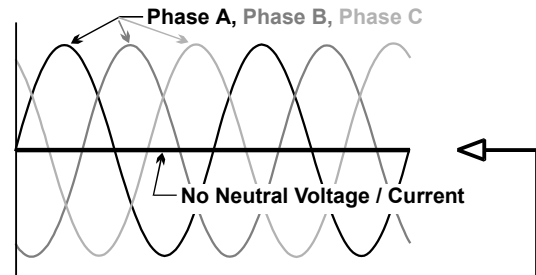 Phase A, Phase B, Phase C
No Neutral Voltage / Current